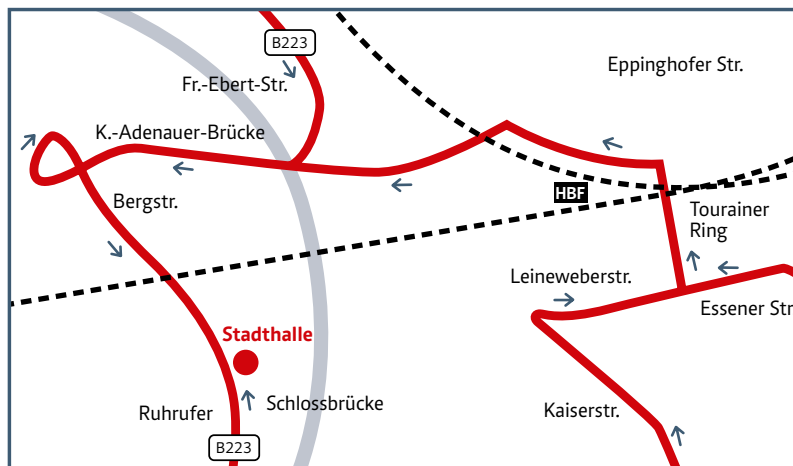 B223
Eppinghofer Str.
Fr.-Ebert-Str.
K.-Adenauer-Brücke
HBF
Bergstr.
Tourainer
Ring
Leineweberstr.
Essener Str
Stadthalle
Schlossbrücke
Ruhrufer
Kaiserstr.
B223